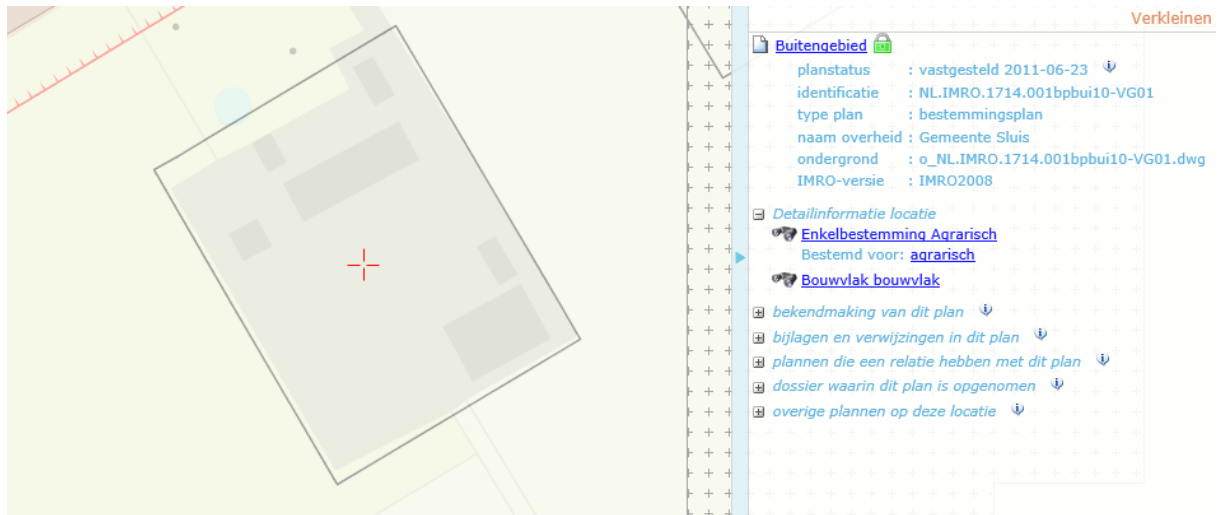 Verkleinen
Buitengebied
planstatus : vastgesteld 2011-06-23
identificatie : NL.IMRO.1714.001bpbui10-VG01
type plan : bestemmingsplan
naam overheid : Gemeente Sluis
ondergrond : o_NL.IMRO.1714.001bpbui10-VG01.dwg
IMRO-versie : IMRO2008
Detailinformatie locatie
Enkelbestemming Agrarisch
Bestemd voor: agrarisch
Bouwvlak bouwvlak
bekendmaking van dit plan
bijlagen en verwijzingen in dit plan
plannen die een relatie hebben met dit plan
dossier waarin dit plan is opgenomen
overige plannen op deze locatie